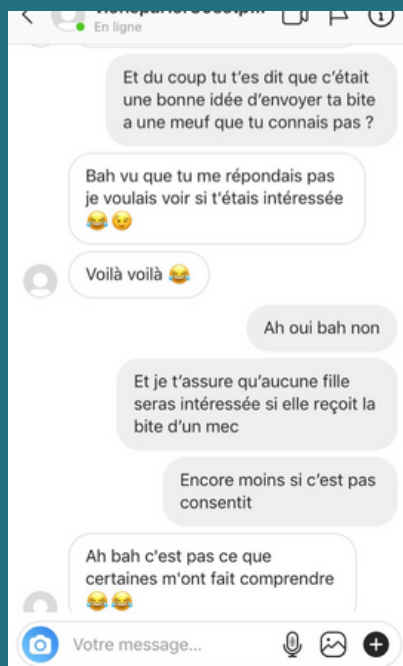 En ligne
Et du coup tu t'es dit que c'était
une bonne idée d'envoyer ta bite
a une meuf que tu connais pas ?
Bah vu que tu me répondais pas
je voulais voir si t'étais intéressée
😂😉
Voilà voilà 😂
Ah oui bah non
Et je t'assure qu'aucune fille
seras intéressée si elle reçoit la
bite d'un mec
Encore moins si c'est pas
consentit
Ah bah c'est pas ce que
certaines m'ont fait comprendre
😂😂
Votre message...